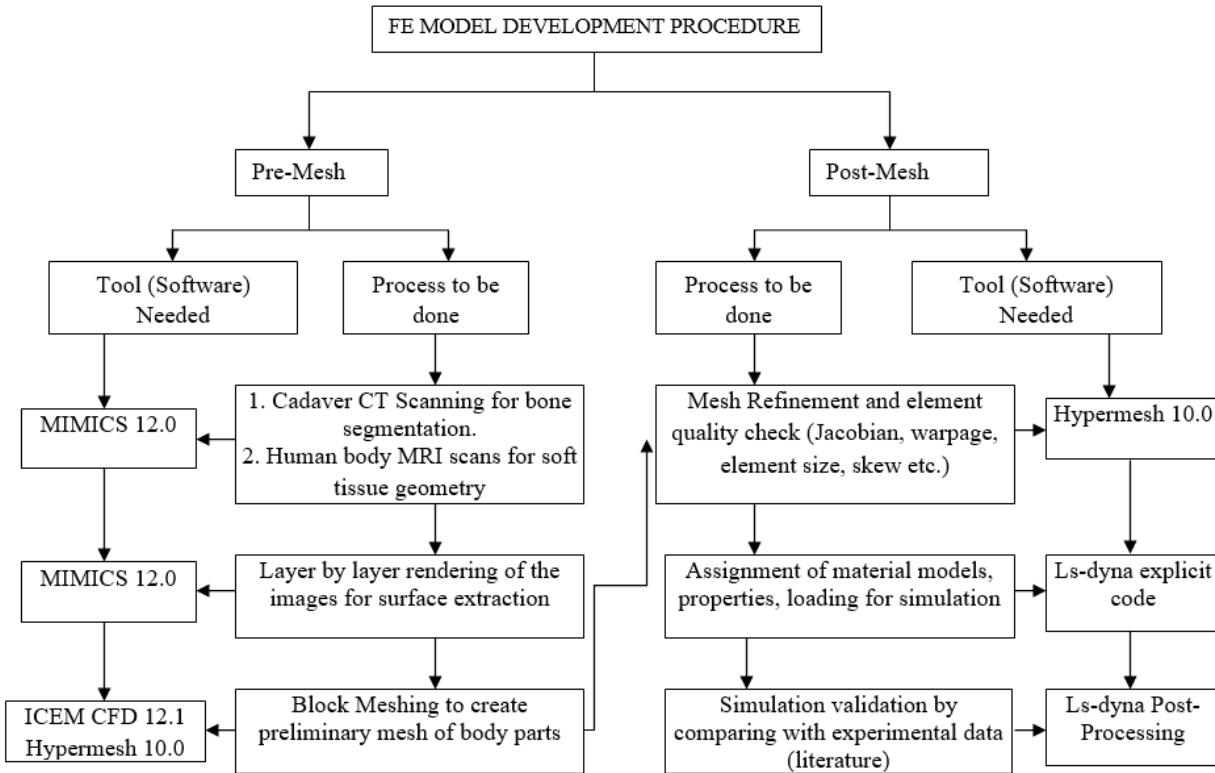 FE MODEL DEVELOPMENT PROCEDURE
Pre-Mesh
Post-Mesh
Tool (Software)
Needed
Process to be
done
Process to be
done
Tool (Software)
Needed
MIMICS 12.0
1. Cadaver CT Scanning for bone
segmentation.
2. Human body MRI scans for soft
tissue geometry
Mesh Refinement and element
quality check (Jacobian, warpage,
element size, skew etc.)
Hypermesh 10.0
MIMICS 12.0
Layer by layer rendering of the
images for surface extraction
Assignment of material models,
properties, loading for simulation
Ls-dyna explicit
code
ICEM CFD 12.1
Hypermesh 10.0
Block Meshing to create
preliminary mesh of body parts
Simulation validation by
comparing with experimental data
(literature)
Ls-dyna Post-
Processing